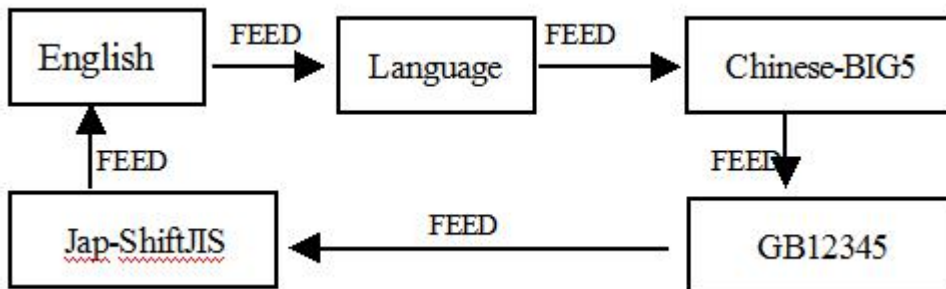 English
FEED
Language
FEED
Chinese-BIG5
FEED
FEED
Jap-ShiftJIS
FEED
GB12345